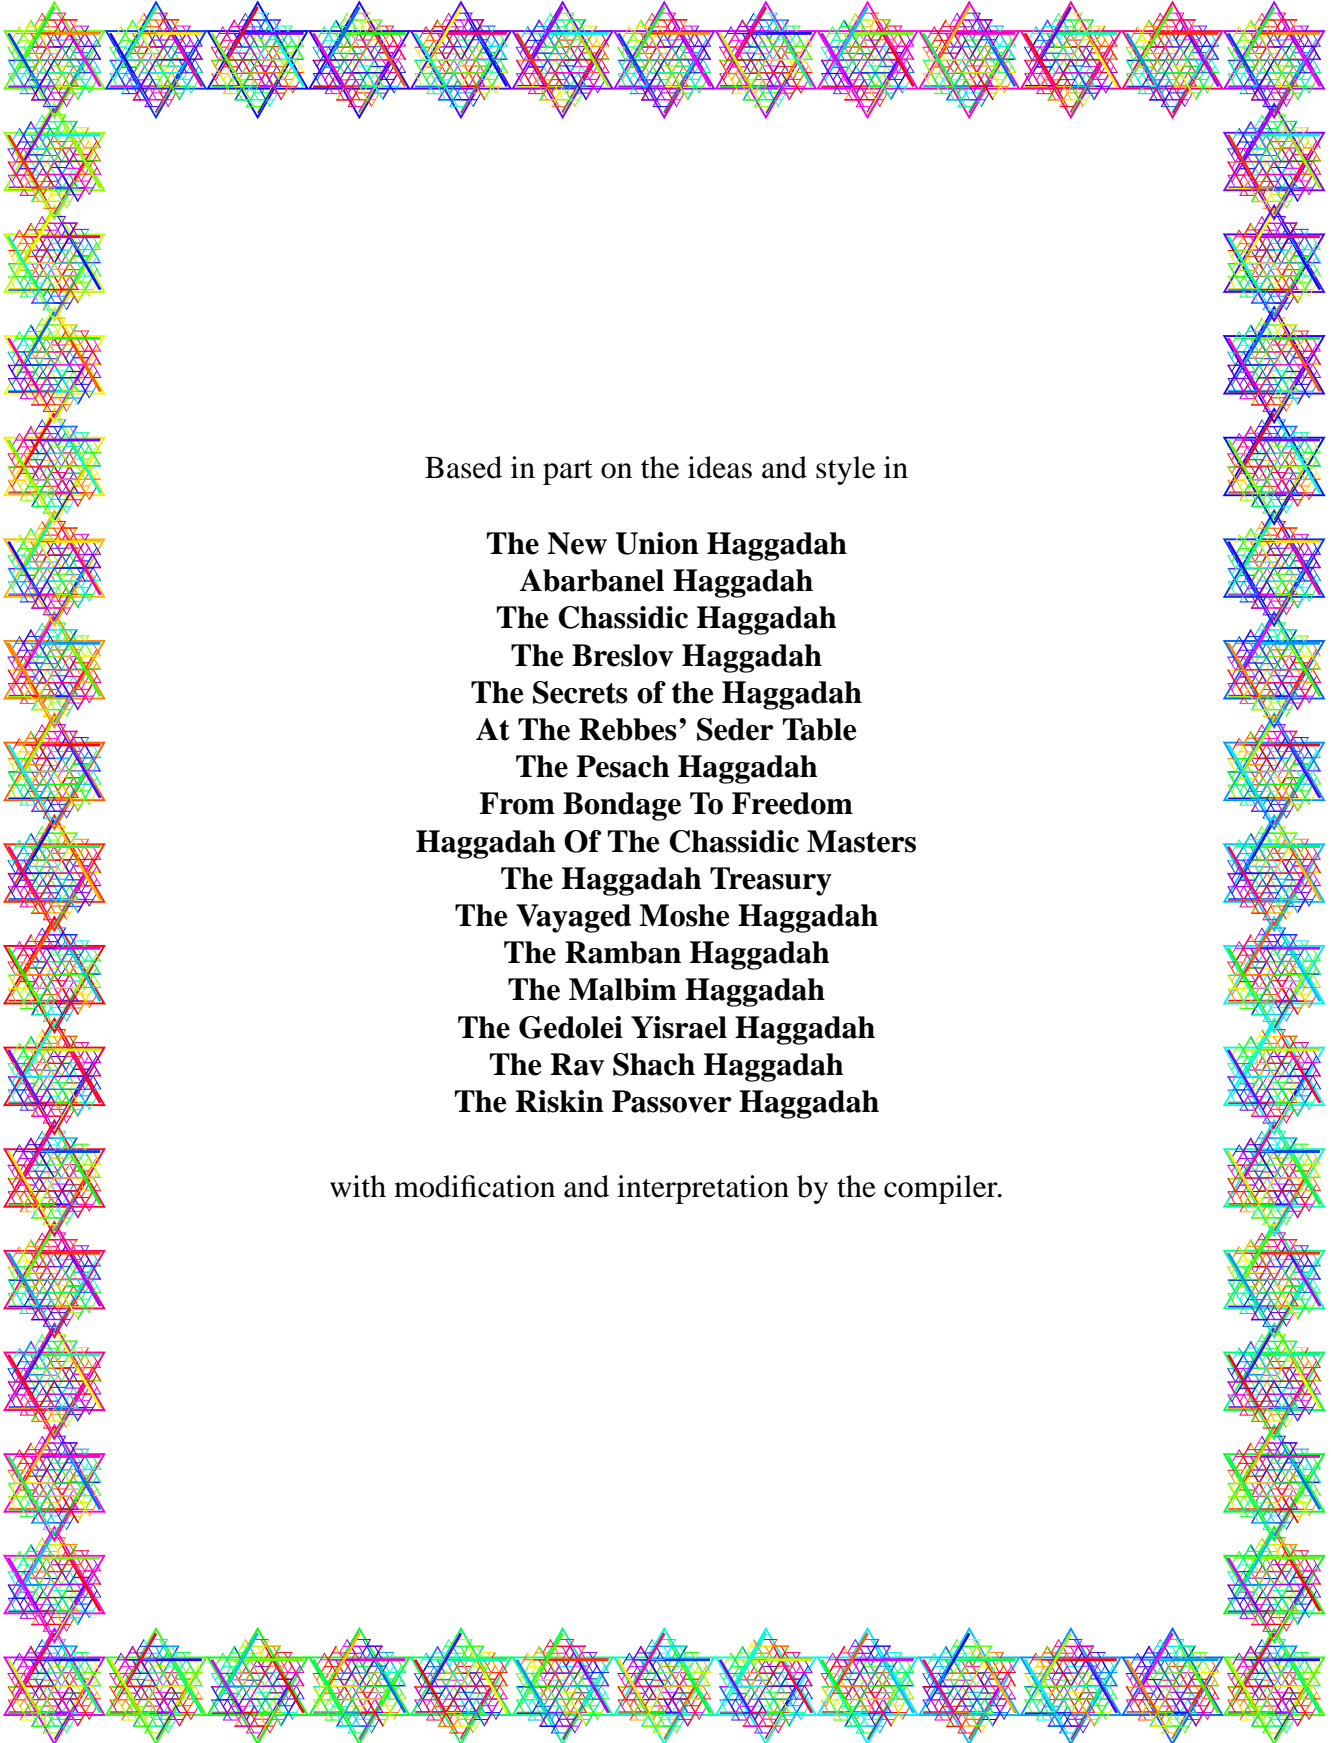 Based in part on the ideas and style in
The New Union Haggadah
Abarbanel Haggadah
The Chassidic Haggadah
The Breslov Haggadah
The Secrets of the Haggadah
At The Rebbes’ Seder Table
The Pesach Haggadah
From Bondage To Freedom
Haggadah Of The Chassidic Masters
The Haggadah Treasury
The Vayaged Moshe Haggadah
The Ramban Haggadah
The Malbim Haggadah
The Gedolei Yisrael Haggadah
The Rav Shach Haggadah
The Riskin Passover Haggadah
with modification and interpretation by the compiler.